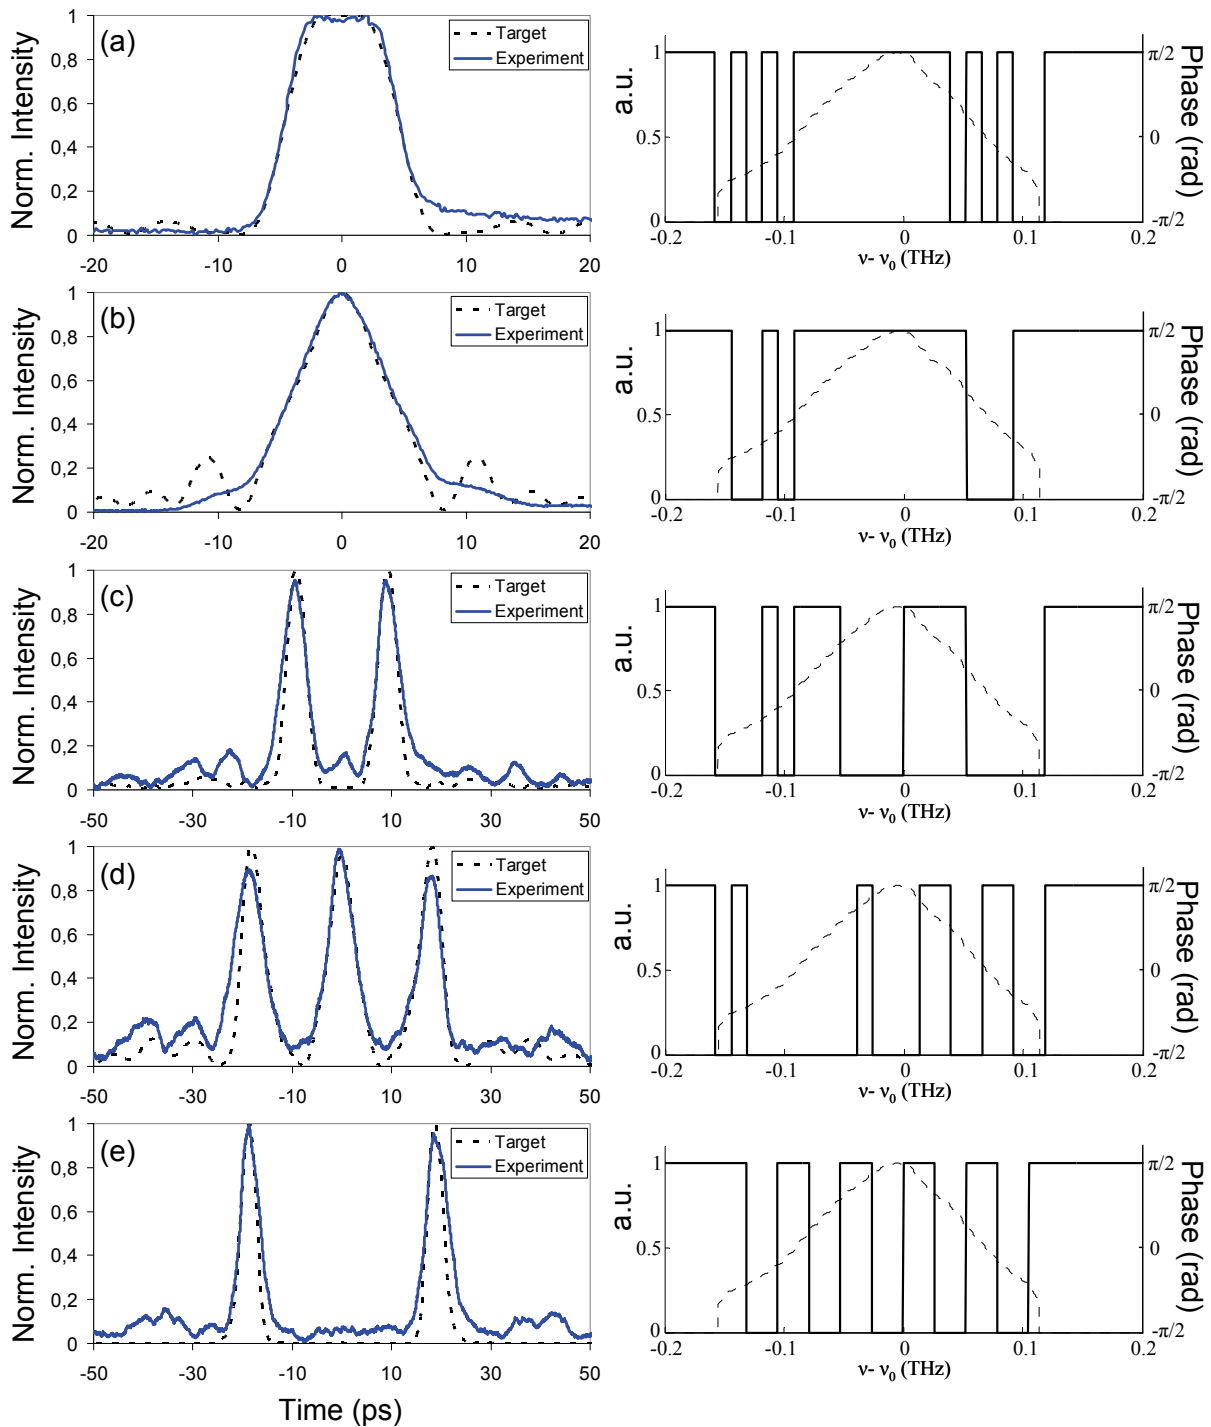 (a)
Target
Experiment
Norm. Intensity
1
0,8
0,6
0,4
0,2
0
-20 -10 0 10 20
a.u.
1
0.5
0
π/2
0
-π/2
Phase (rad)
-0.2 -0.1 0 0.1 0.2
ν- ν₀ (THz)
(b)
Target
Experiment
Norm. Intensity
1
0,8
0,6
0,4
0,2
0
-20 -10 0 10 20
a.u.
1
0.5
0
π/2
0
-π/2
Phase (rad)
-0.2 -0.1 0 0.1 0.2
ν- ν₀ (THz)
(c)
Target
Experiment
Norm. Intensity
1
0,8
0,6
0,4
0,2
0
-50 -30 -10 10 30 50
a.u.
1
0.5
0
π/2
0
-π/2
Phase (rad)
-0.2 -0.1 0 0.1 0.2
ν- ν₀ (THz)
(d)
Target
Experiment
Norm. Intensity
1
0,8
0,6
0,4
0,2
0
-50 -30 -10 10 30 50
a.u.
1
0.5
0
π/2
0
-π/2
Phase (rad)
-0.2 -0.1 0 0.1 0.2
ν- ν₀ (THz)
(e)
Target
Experiment
Norm. Intensity
1
0,8
0,6
0,4
0,2
0
-50 -30 -10 10 30 50
Time (ps)
a.u.
1
0.5
0
π/2
0
-π/2
Phase (rad)
-0.2 -0.1 0 0.1 0.2
ν- ν₀ (THz)